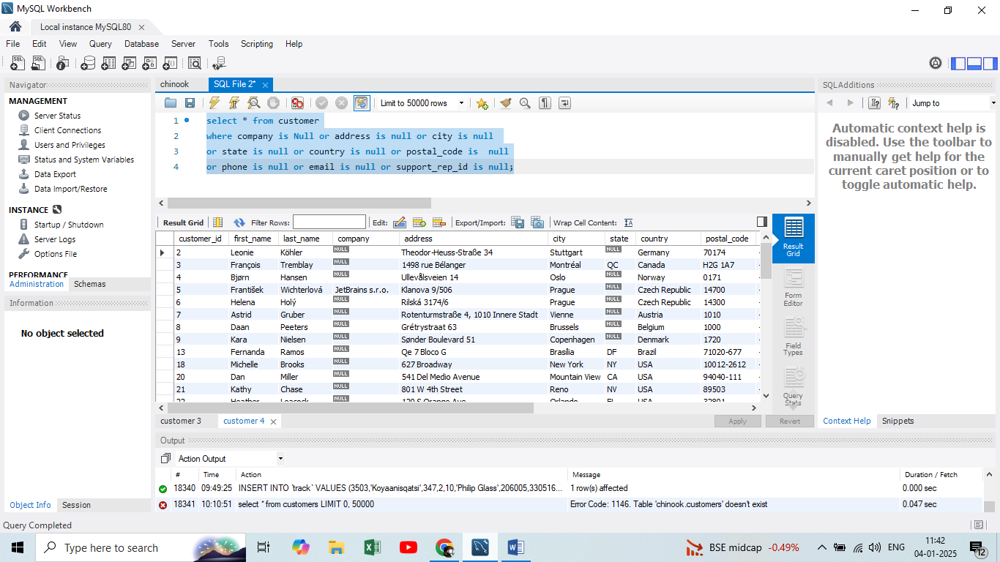 MySQL Workbench
Local instance MySQL80
File Edit View Query Database Server Tools Scripting Help
Navigator
MANAGEMENT
Server Status
Client Connections
Users and Privileges
Status and System Variables
Data Export
Data Import/Restore
INSTANCE
Startup / Shutdown
Server Logs
Options File
PERFORMANCE
Administration Schemas
Information
No object selected
Object Info Session
chinook SQL File 2*
Limit to 50000 rows
1 select * from customer
2 where company is Null or address is null or city is null
3 or state is null or country is null or postal_code is  null
4 or phone is null or email is null or support_rep_id is null;
Result Grid Filter Rows: Edit: Export/Import: Wrap Cell Content:
customer_id first_name last_name company address city state country postal_code
2 Leonie Köhler NULL Theodor-Heuss-Straße 34 Stuttgart NULL Germany 70174
3 François Tremblay NULL 1498 rue Bélanger Montréal QC Canada H2G 1A7
4 Bjørn Hansen NULL Ullevålsveien 14 Oslo NULL Norway 0171
5 František Wichterlová JetBrains s.r.o. Klanova 9/506 Prague NULL Czech Republic 14700
6 Helena Holý NULL Rilská 3174/6 Prague NULL Czech Republic 14300
7 Astrid Gruber NULL Rotenturmstraße 4, 1010 Innere Stadt Vienne NULL Austria 1010
8 Daan Peeters NULL Grétrystraat 63 Brussels NULL Belgium 1000
9 Kara Nielsen NULL Sønder Boulevard 51 Copenhagen NULL Denmark 1720
13 Fernanda Ramos NULL Qe 7 Bloco G Brasília DF Brazil 71020-677
18 Michelle Brooks NULL 627 Broadway New York NY USA 10012-2612
20 Dan Miller NULL 541 Del Medio Avenue Mountain View CA USA 94040-111
21 Kathy Chase NULL 801 W 4th Street Reno NV USA 89503
22 Heather Leacock NULL 120 S Orange Ave Orlando FL USA 32801
Result Grid
Form Editor
Field Types
Query Stats
customer 3 customer 4 Apply Revert
SQLAdditions
Jump to
Automatic context help is
disabled. Use the toolbar to
manually get help for the
current caret position or to
toggle automatic help.
Context Help Snippets
Output
Action Output
# Time Action Message Duration / Fetch
18340 09:49:25 INSERT INTO `track` VALUES (3503,'Koyaanisqatsi',347,2,10,'Philip Glass',206005,330516... 1 row(s) affected 0.000 sec
18341 10:10:51 select * from customers LIMIT 0, 50000 Error Code: 1146. Table 'chinook.customers' doesn't exist 0.047 sec
Query Completed
Type here to search
BSE midcap -0.49% ENG 11:42
04-01-2025
12